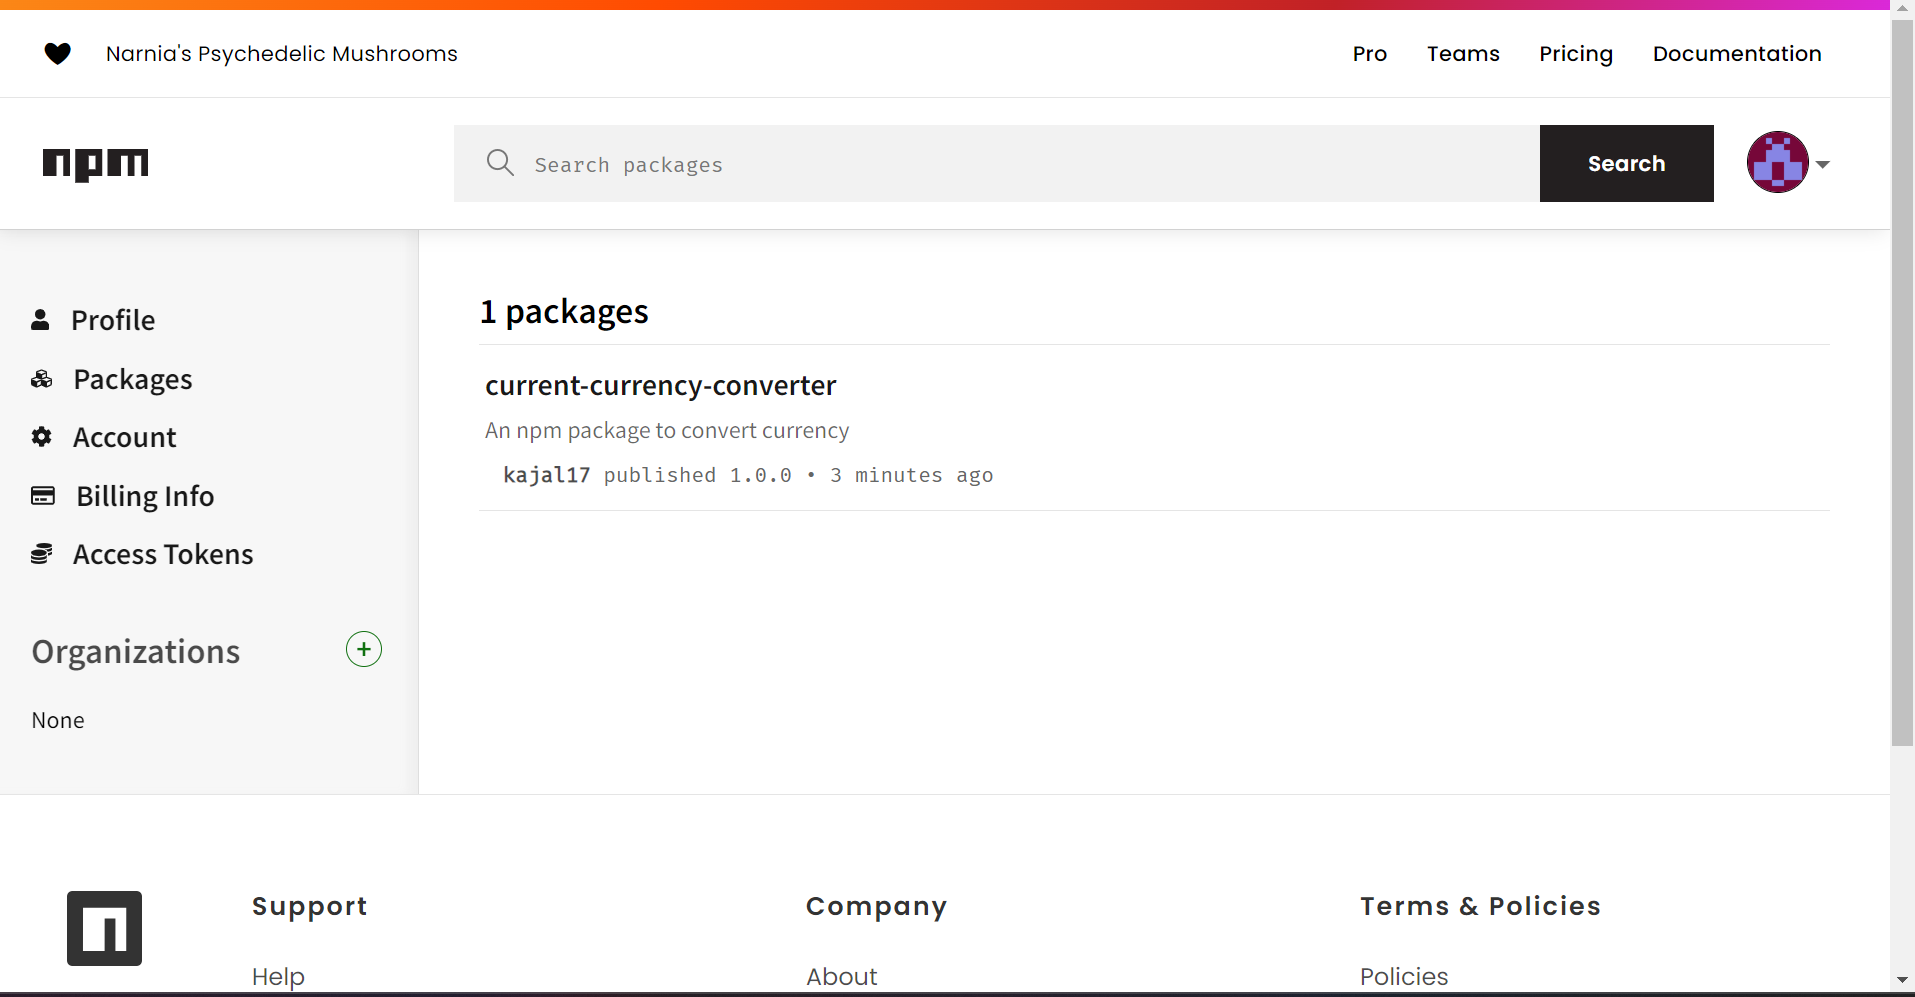 Narnia's Psychedelic Mushrooms
Pro Teams Pricing Documentation
npm
Search packages
Search
Profile
Packages
Account
Billing Info
Access Tokens
Organizations
None
1 packages
current-currency-converter
An npm package to convert currency
kajal17 published 1.0.0 • 3 minutes ago
Support
Help
Company
About
Terms & Policies
Policies